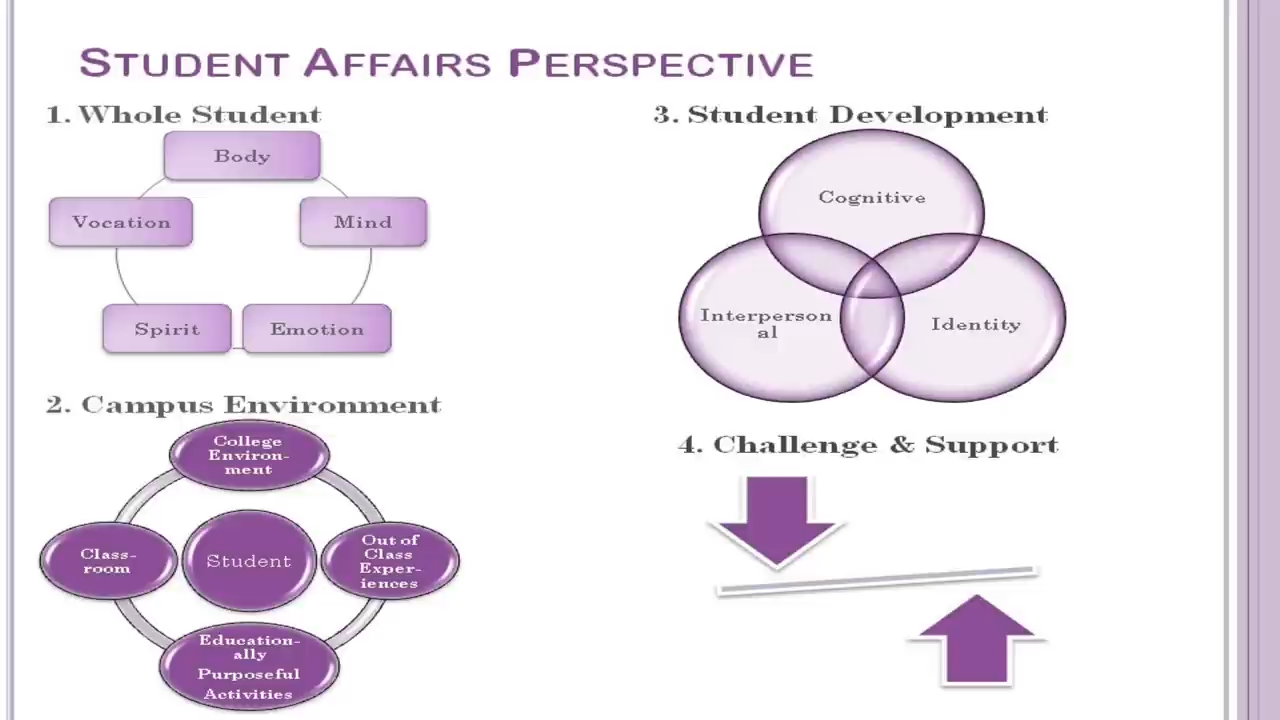 STUDENT AFFAIRS PERSPECTIVE
1. Whole Student
Body
Vocation
Mind
Spirit
Emotion
2. Campus Environment
College
Environ-
ment
Class-
room
Student
Out of
Class
Exper-
iences
Education-
ally
Purposeful
Activities
3. Student Development
Cognitive
Interperson
al
Identity
4. Challenge & Support